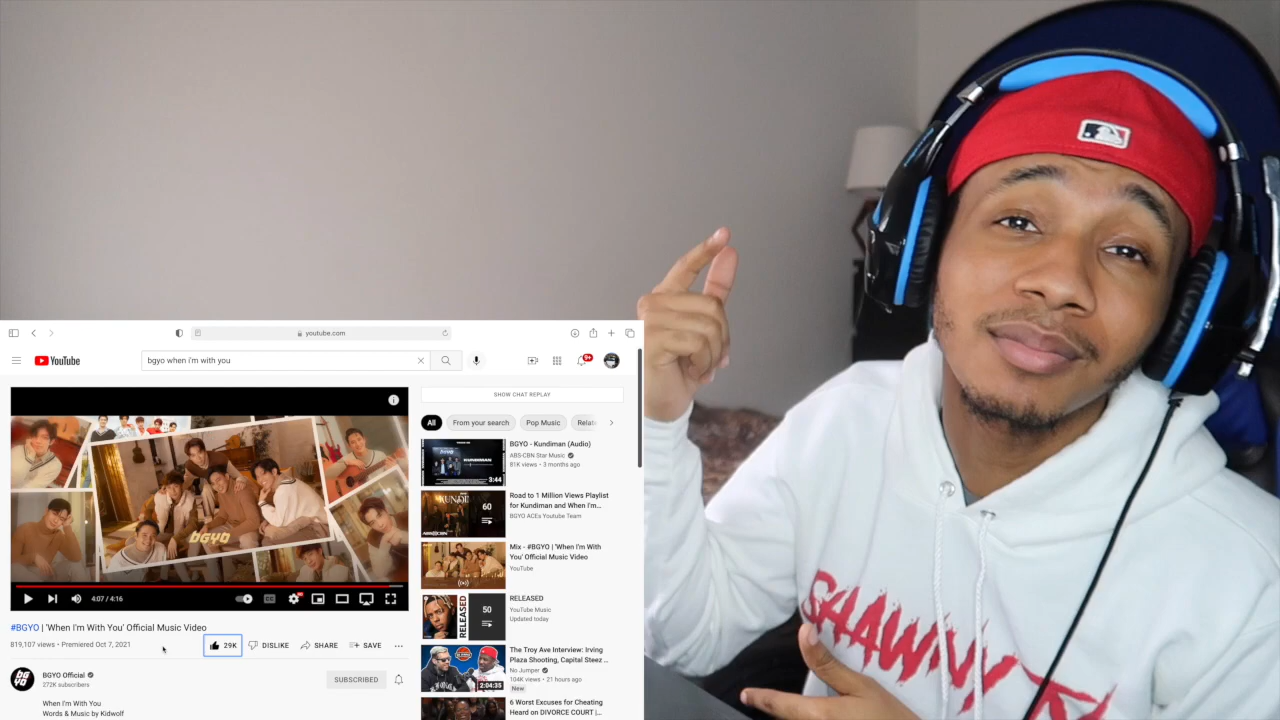 youtube.com
YouTube
bgyo when i'm with you
9+
SHOW CHAT REPLAY
All
From your search
Pop Music
bgyo
4:07 / 4:16
#BGYO | 'When I'm With You' Official Music Video
819,107 views • Premiered Oct 7, 2021
29K
DISLIKE
SHARE
SAVE
BGYO Official
272K subscribers
SUBSCRIBED
When I'm With You
Words & Music by Kidwolf
KUNDIMAN
3:44
BGYO - Kundiman (Audio)
ABS-CBN Star Music
81K views • 3 months ago
60
Road to 1 Million Views Playlist
for Kundiman and When I'm...
BGYO ACEs Youtube Team
Mix - #BGYO | 'When I'm With
You' Official Music Video
YouTube
RELEASED
50
RELEASED
YouTube Music
Updated today
2:04:35
The Troy Ave Interview: Irving
Plaza Shooting, Capital Steez ...
No Jumper
104K views • 21 hours ago
New
6 Worst Excuses for Cheating
Heard on DIVORCE COURT |...